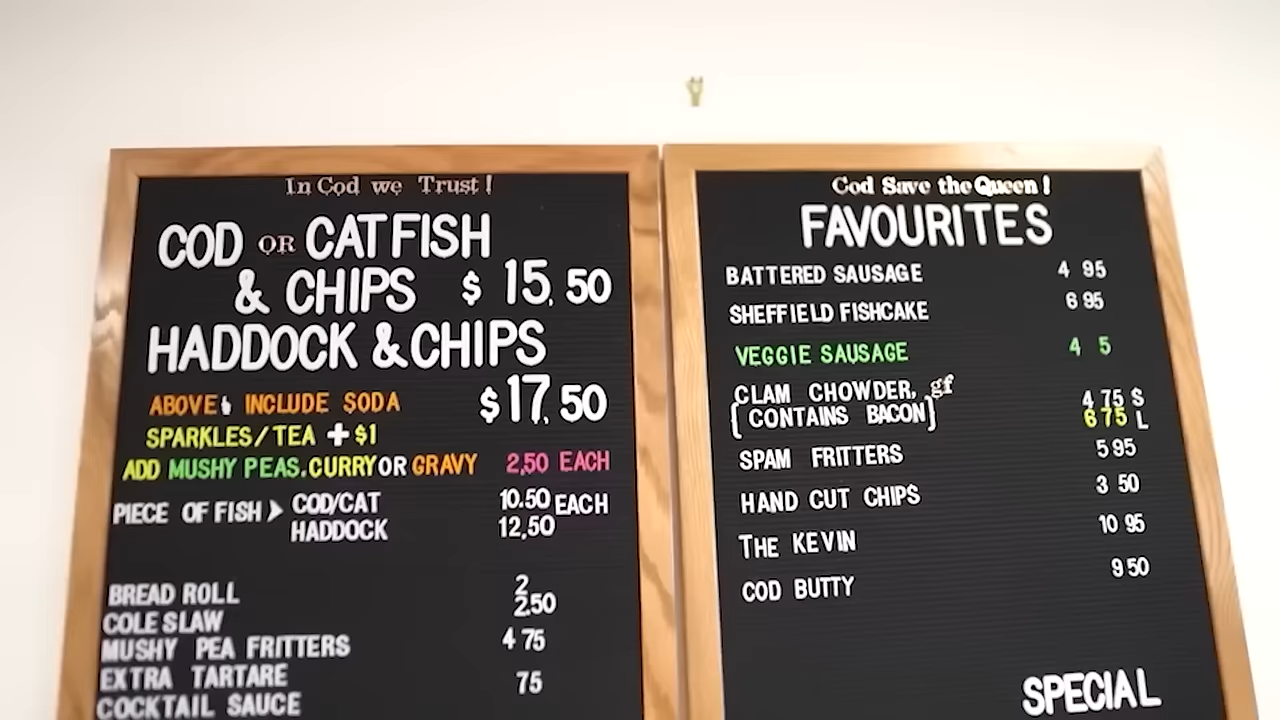 In Cod we Trust!
COD OR CATFISH
& CHIPS $ 15.50
HADDOCK & CHIPS
$17.50
ABOVE INCLUDE SODA
SPARKLES/TEA + $1
ADD MUSHY PEAS. CURRY OR GRAVY 2,50 EACH
PIECE OF FISH COD/CAT 10.50 EACH
HADDOCK 12,50
BREAD ROLL 2
COLE SLAW 2.50
MUSHY PEA FRITTERS 4 75
EXTRA TARTARE 75
COCKTAIL SAUCE
Cod Save the Queen!
FAVOURITES
BATTERED SAUSAGE 4 95
SHEFFIELD FISHCAKE 6 95
VEGGIE SAUSAGE 4 5
CLAM CHOWDER, gf 4 75 S
[CONTAINS BACON] 6 75 L
SPAM FRITTERS 5 95
HAND CUT CHIPS 3 50
THE KEVIN 10 95
COD BUTTY 9 50
SPECIAL